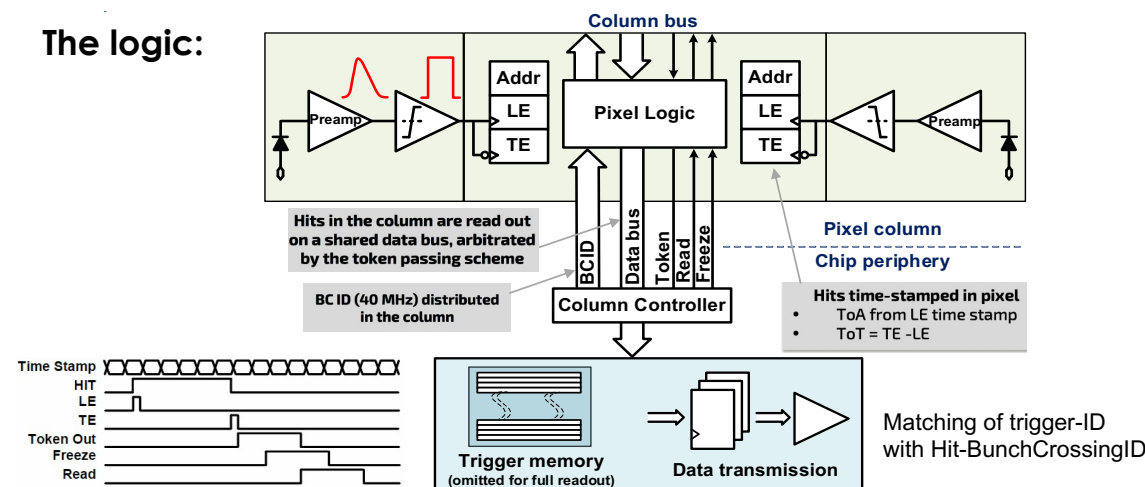 The logic:
Column bus
Preamp
Addr
LE
TE
Pixel Logic
Addr
LE
TE
Preamp
Hits in the column are read out
on a shared data bus, arbitrated
by the token passing scheme
BC ID (40 MHz) distributed
in the column
BCID
Data bus
Token
Read
Freeze
Pixel column
Chip periphery
Column Controller
Hits time-stamped in pixel
• ToA from LE time stamp
• ToT = TE -LE
Time Stamp
HIT
LE
TE
Token Out
Freeze
Read
Trigger memory
(omitted for full readout)
Data transmission
Matching of trigger-ID
with Hit-BunchCrossingID